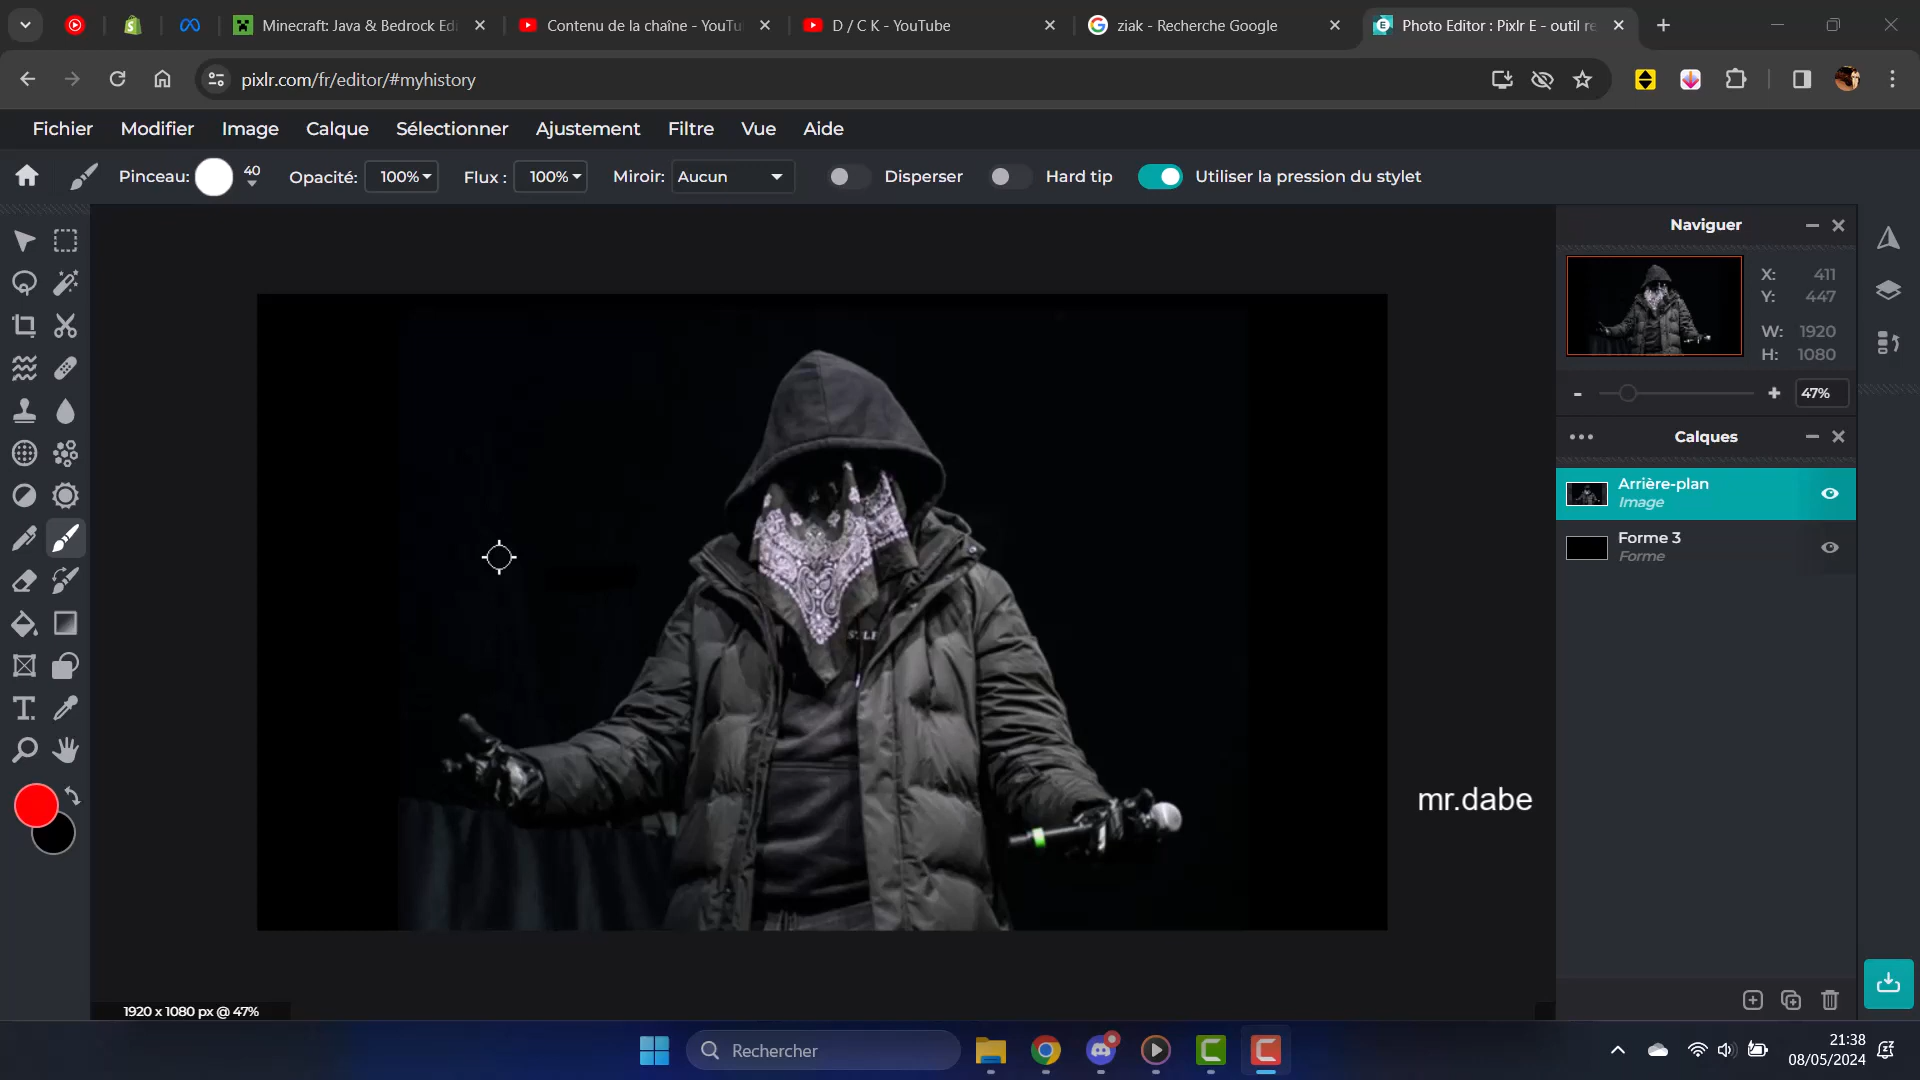 Minecraft: Java & Bedrock Edi
Contenu de la chaîne - YouTu
D / C K - YouTube
ziak - Recherche Google
Photo Editor : Pixlr E - outil re
pixlr.com/fr/editor/#myhistory
Fichier Modifier Image Calque Sélectionner Ajustement Filtre Vue Aide
Pinceau: 40 Opacité: 100% Flux : 100% Miroir: Aucun Disperser Hard tip Utiliser la pression du stylet
Naviguer
X: 411
Y: 447
W: 1920
H: 1080
- + 47%
Calques
Arrière-plan
Image
Forme 3
Forme
mr.dabe
1920 x 1080 px @ 47%
Rechercher
21:38
08/05/2024